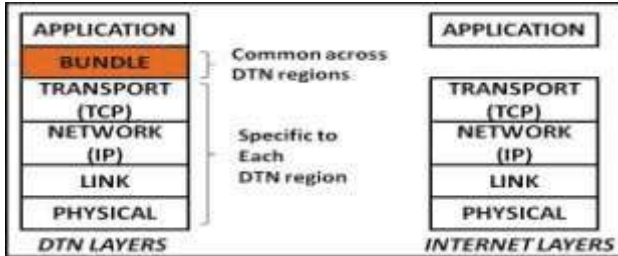 APPLICATION
BUNDLE
TRANSPORT
(TCP)
NETWORK
(IP)
LINK
PHYSICAL
DTN LAYERS
Common across
DTN regions
Specific to
Each
DTN region
APPLICATION
TRANSPORT
(TCP)
NETWORK
(IP)
LINK
PHYSICAL
INTERNET LAYERS